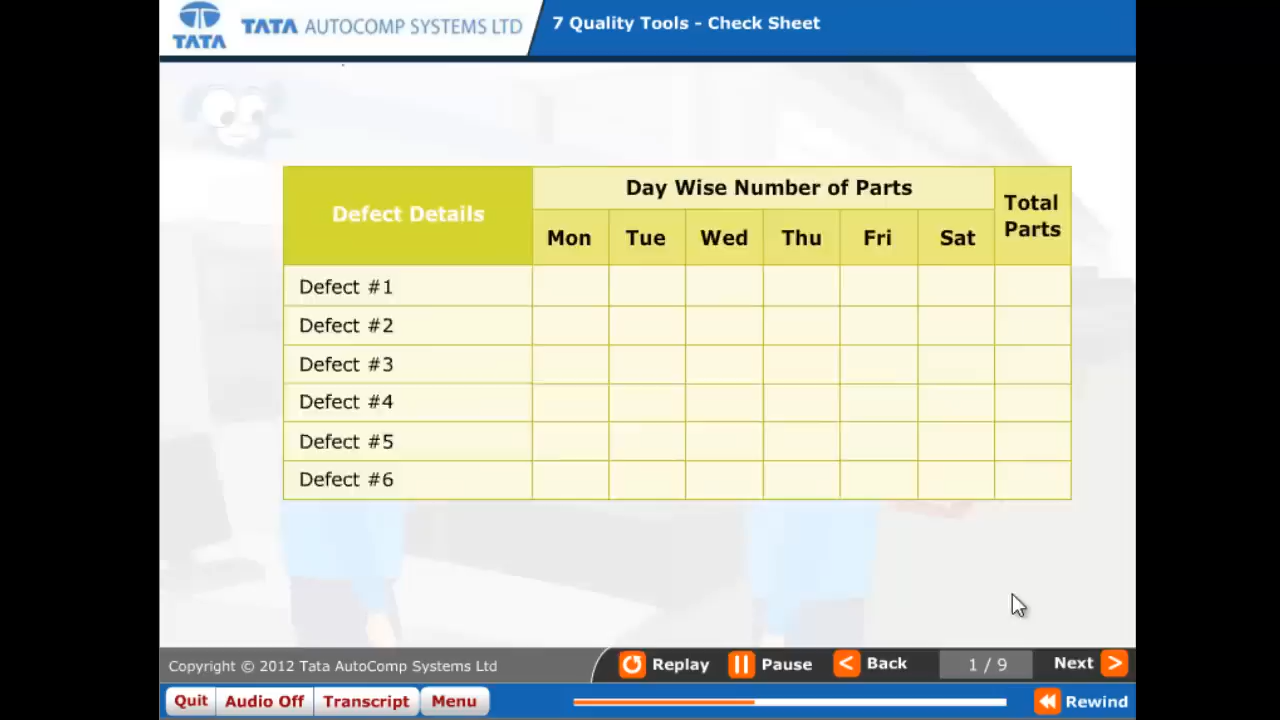 TATA
TATA AUTOCOMP SYSTEMS LTD
7 Quality Tools - Check Sheet
Defect Details
Day Wise Number of Parts
Total
Parts
Mon Tue Wed Thu Fri Sat
Defect #1
Defect #2
Defect #3
Defect #4
Defect #5
Defect #6
Copyright © 2012 Tata AutoComp Systems Ltd
Replay Pause < Back 1 / 9 Next >
Quit Audio Off Transcript Menu Rewind